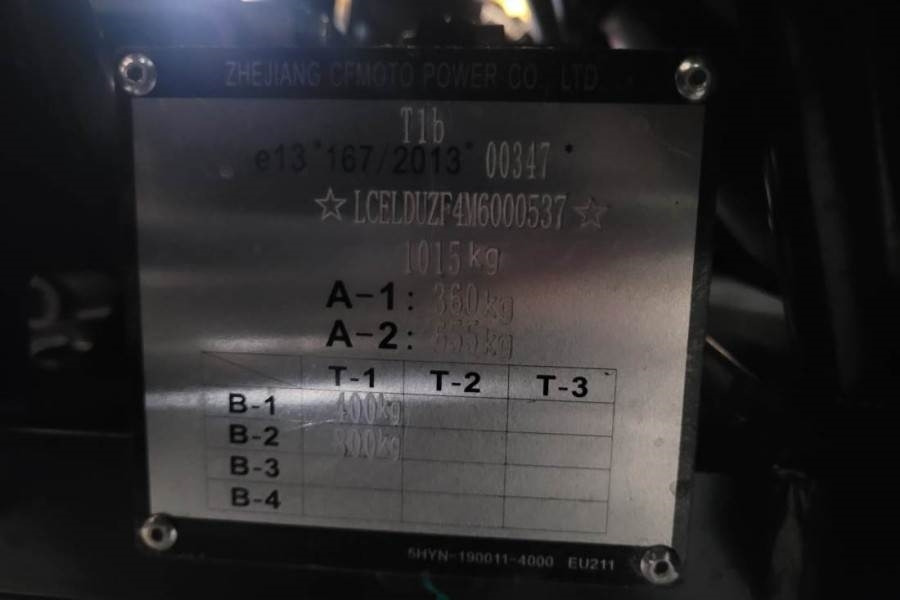 ZHEJIANG CFMOTO POWER CO., LTD
T1b
e13*167/2013*00347*
☆LCELDUZF4M6000537☆
1015kg
A-1: 360kg
A-2: 655kg
T-1 T-2 T-3
B-1 400kg
B-2 800kg
B-3
B-4
5HYN-190011-4000 EU211